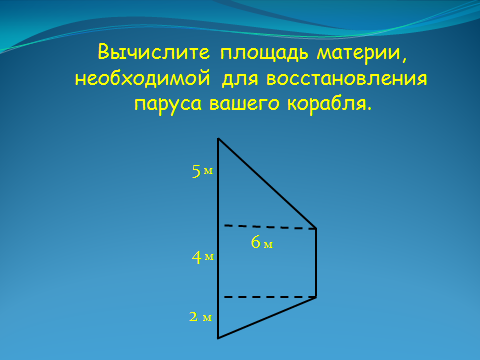 Вычислите площадь материи,
необходимой для восстановления
паруса вашего корабля.
5 м
6 м
4 м
2 м